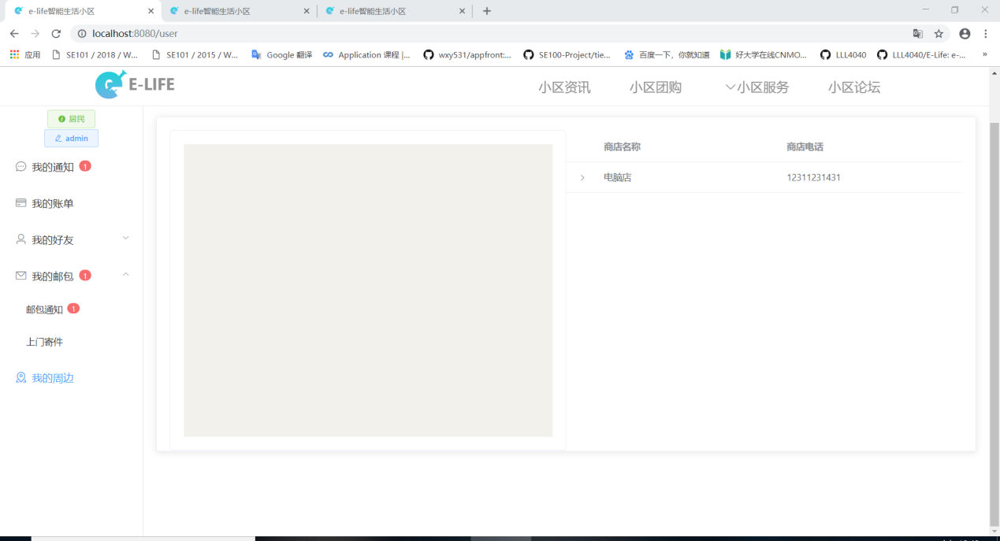 e-life智能生活小区
e-life智能生活小区
e-life智能生活小区
localhost:8080/user
应用 SE101 / 2018 / W... SE101 / 2015 / W... Google 翻译 Application 课程 |... wxy531/appfront:... SE100-Project/tie... 百度一下，你就知道 好大学在线CNMO... LLL4040 LLL4040/E-Life: e-... »
E-LIFE
小区资讯 小区团购 小区服务 小区论坛
居民
admin
我的通知 1
我的账单
我的好友
我的邮包 1
邮包通知 1
上门寄件
我的周边
商店名称 商店电话
电脑店 12311231431